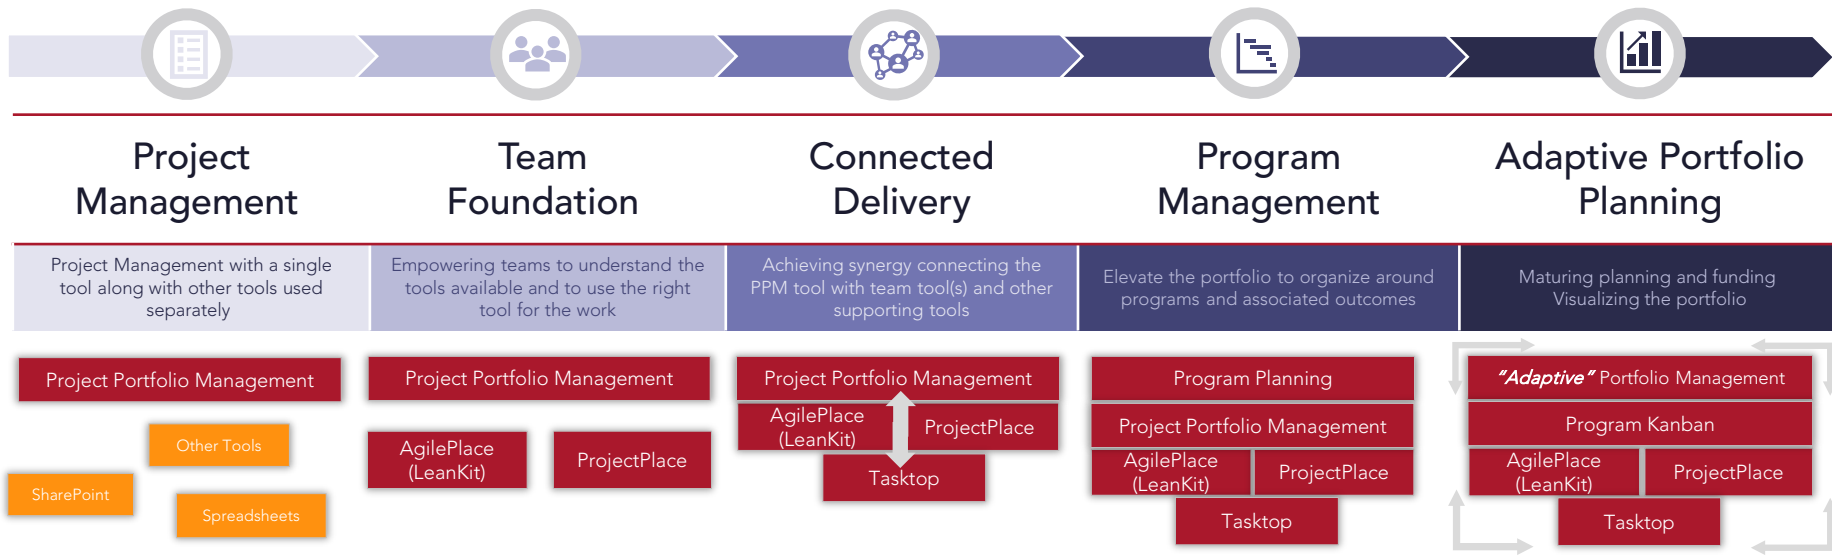 Project
Management
Team
Foundation
Connected
Delivery
Program
Management
Adaptive Portfolio
Planning
Project Management with a single
tool along with other tools used
separately
Empowering teams to understand the
tools available and to use the right
tool for the work
Achieving synergy connecting the
PPM tool with team tool(s) and other
supporting tools
Elevate the portfolio to organize around
programs and associated outcomes
Maturing planning and funding
Visualizing the portfolio
Project Portfolio Management
Other Tools
SharePoint
Spreadsheets
Project Portfolio Management
AgilePlace
(LeanKit)
ProjectPlace
Project Portfolio Management
AgilePlace
(LeanKit)
ProjectPlace
Tasktop
Program Planning
Project Portfolio Management
AgilePlace
(LeanKit)
ProjectPlace
Tasktop
"Adaptive" Portfolio Management
Program Kanban
AgilePlace
(LeanKit)
ProjectPlace
Tasktop